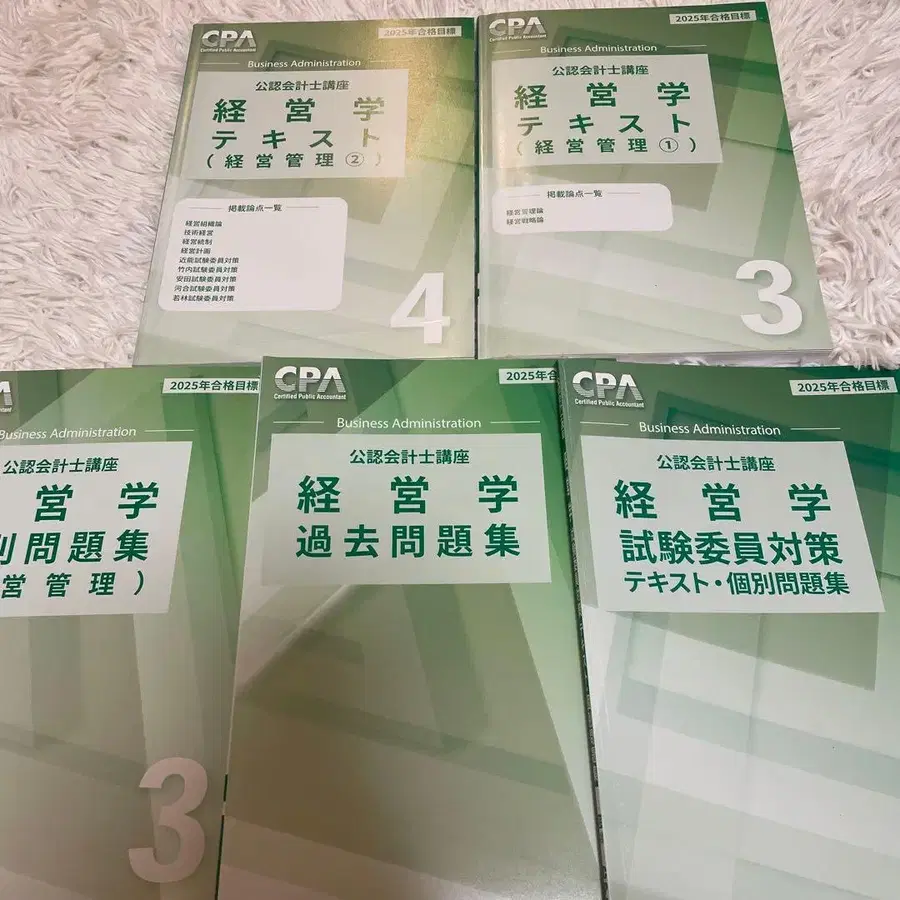 CPA
Certified Public Accountant
2025年合格目標
Business Administration
公認会計士講座
経営学
テキスト
(経営管理②)
掲載論点一覧
経営組織論
技術経営
経営統制
経営計画
近能試験委員対策
竹内試験委員対策
安田試験委員対策
河合試験委員対策
若林試験委員対策
4
CPA
Certified Public Accountant
2025年合格目標
Business Administration
公認会計士講座
経営学
テキスト
(経営管理①)
掲載論点一覧
経営管理論
経営戦略論
3
2025年合格目標
Business Administration
公認会計士講座
営学
別問題集
営管理)
3
CPA
Certified Public Accountant
2025年合
Business Administration
公認会計士講座
経営学
過去問題集
CPA
Certified Public Accountant
2025年合格目標
Business Administration
公認会計士講座
経営学
試験委員対策
テキスト・個別問題集